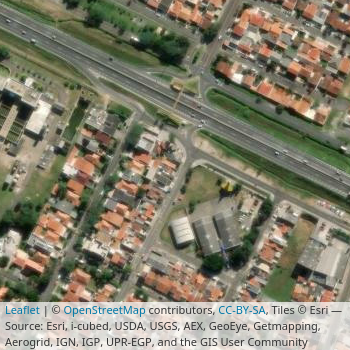 Leaflet | © OpenStreetMap contributors, CC-BY-SA, Tiles © Esri —
Source: Esri, i-cubed, USDA, USGS, AEX, GeoEye, Getmapping,
Aerogrid, IGN, IGP, UPR-EGP, and the GIS User Community